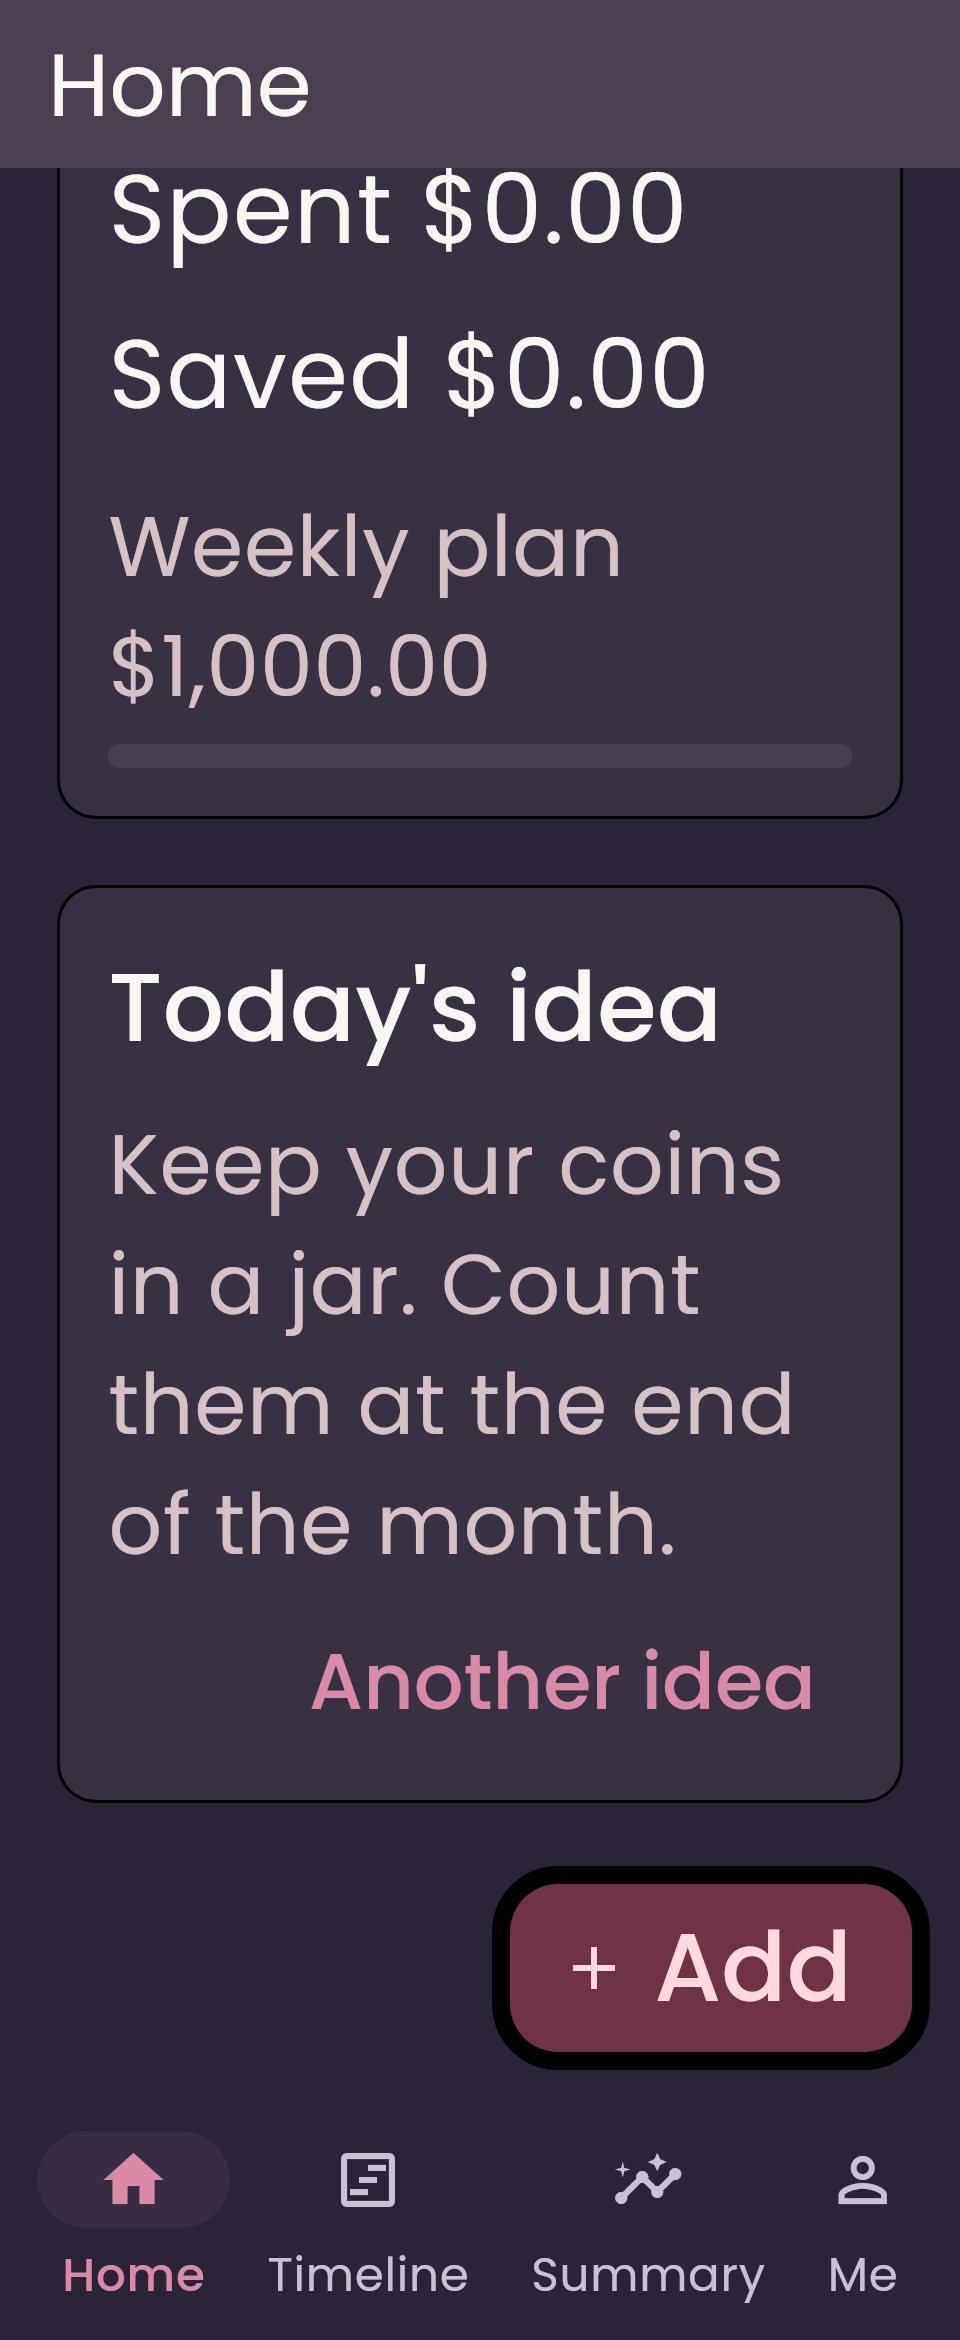 Home
Spent $0.00
Saved $0.00
Weekly plan
$1,000.00
Today's idea
Keep your coins
in a jar. Count
them at the end
of the month.
Another idea
+ Add
Home
Timeline
Summary
Me